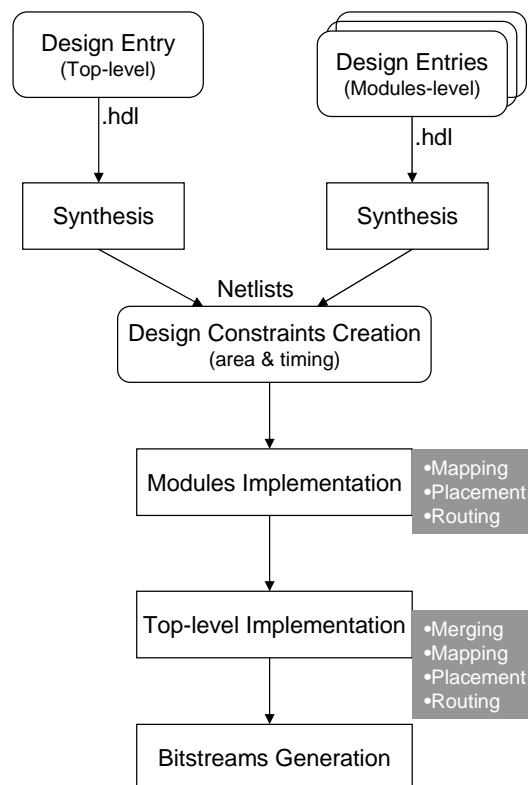 Design Entry
(Top-level)
Design Entries
(Modules-level)
.hdl
.hdl
Synthesis
Synthesis
Netlists
Design Constraints Creation
(area & timing)
Modules Implementation
•Mapping
•Placement
•Routing
Top-level Implementation
•Merging
•Mapping
•Placement
•Routing
Bitstreams Generation